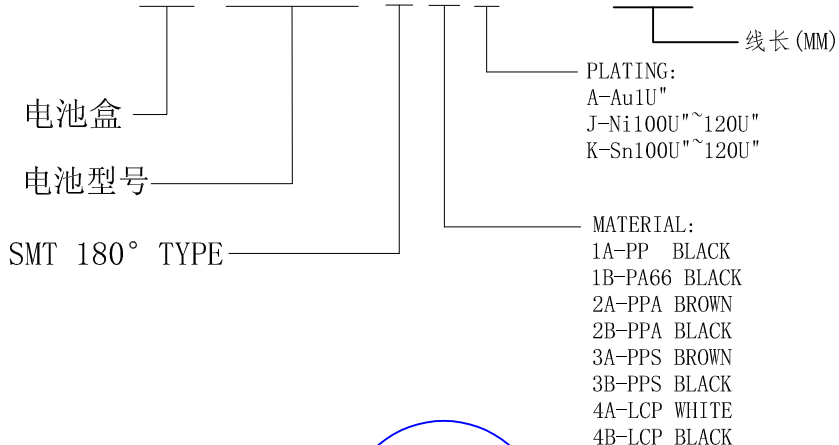 线长(MM)
PLATING:
A-Au1U"
J-Ni100U"~120U"
K-Sn100U"~120U"
电池盒
电池型号
SMT 180° TYPE
MATERIAL:
1A-PP BLACK
1B-PA66 BLACK
2A-PPA BROWN
2B-PPA BLACK
3A-PPS BROWN
3B-PPS BLACK
4A-LCP WHITE
4B-LCP BLACK